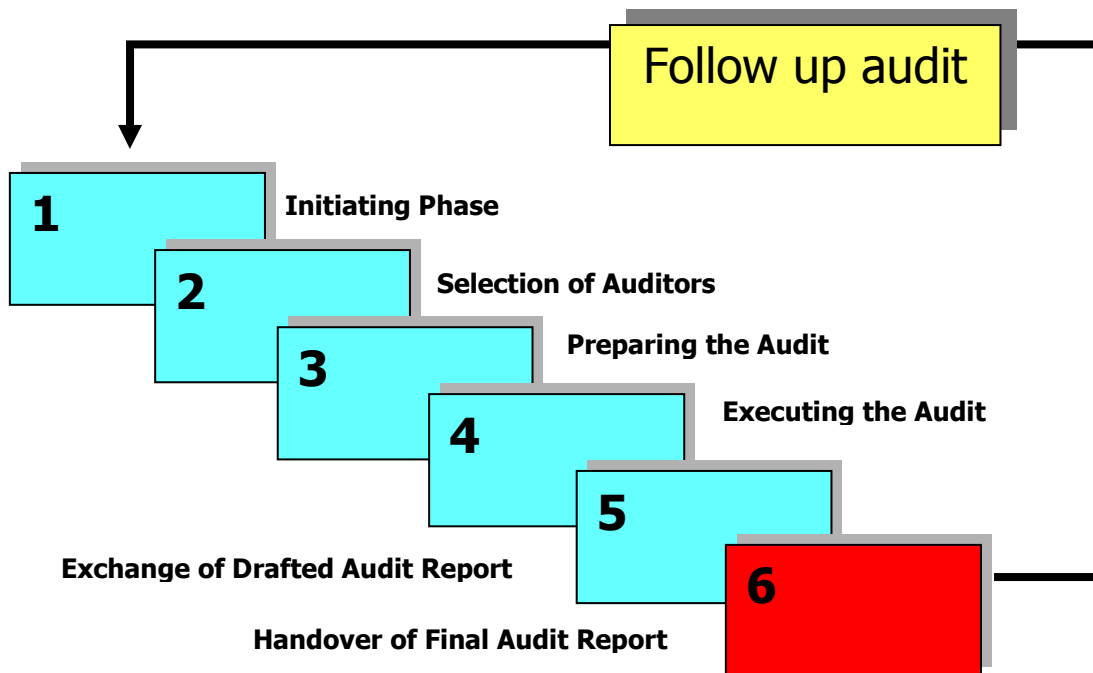 Follow up audit
1
Initiating Phase
2
Selection of Auditors
3
Preparing the Audit
4
Executing the Audit
5
Exchange of Drafted Audit Report
6
Handover of Final Audit Report